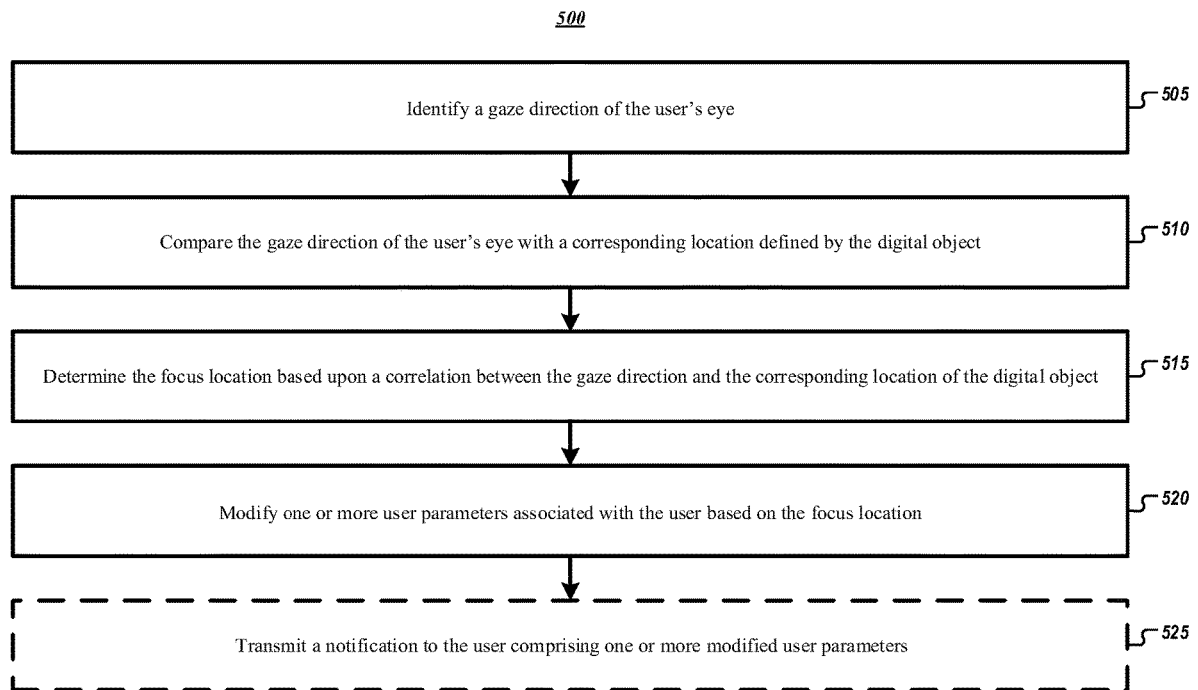 500
Identify a gaze direction of the user's eye
505
Compare the gaze direction of the user's eye with a corresponding location defined by the digital object
510
Determine the focus location based upon a correlation between the gaze direction and the corresponding location of the digital object
515
Modify one or more user parameters associated with the user based on the focus location
520
Transmit a notification to the user comprising one or more modified user parameters
525